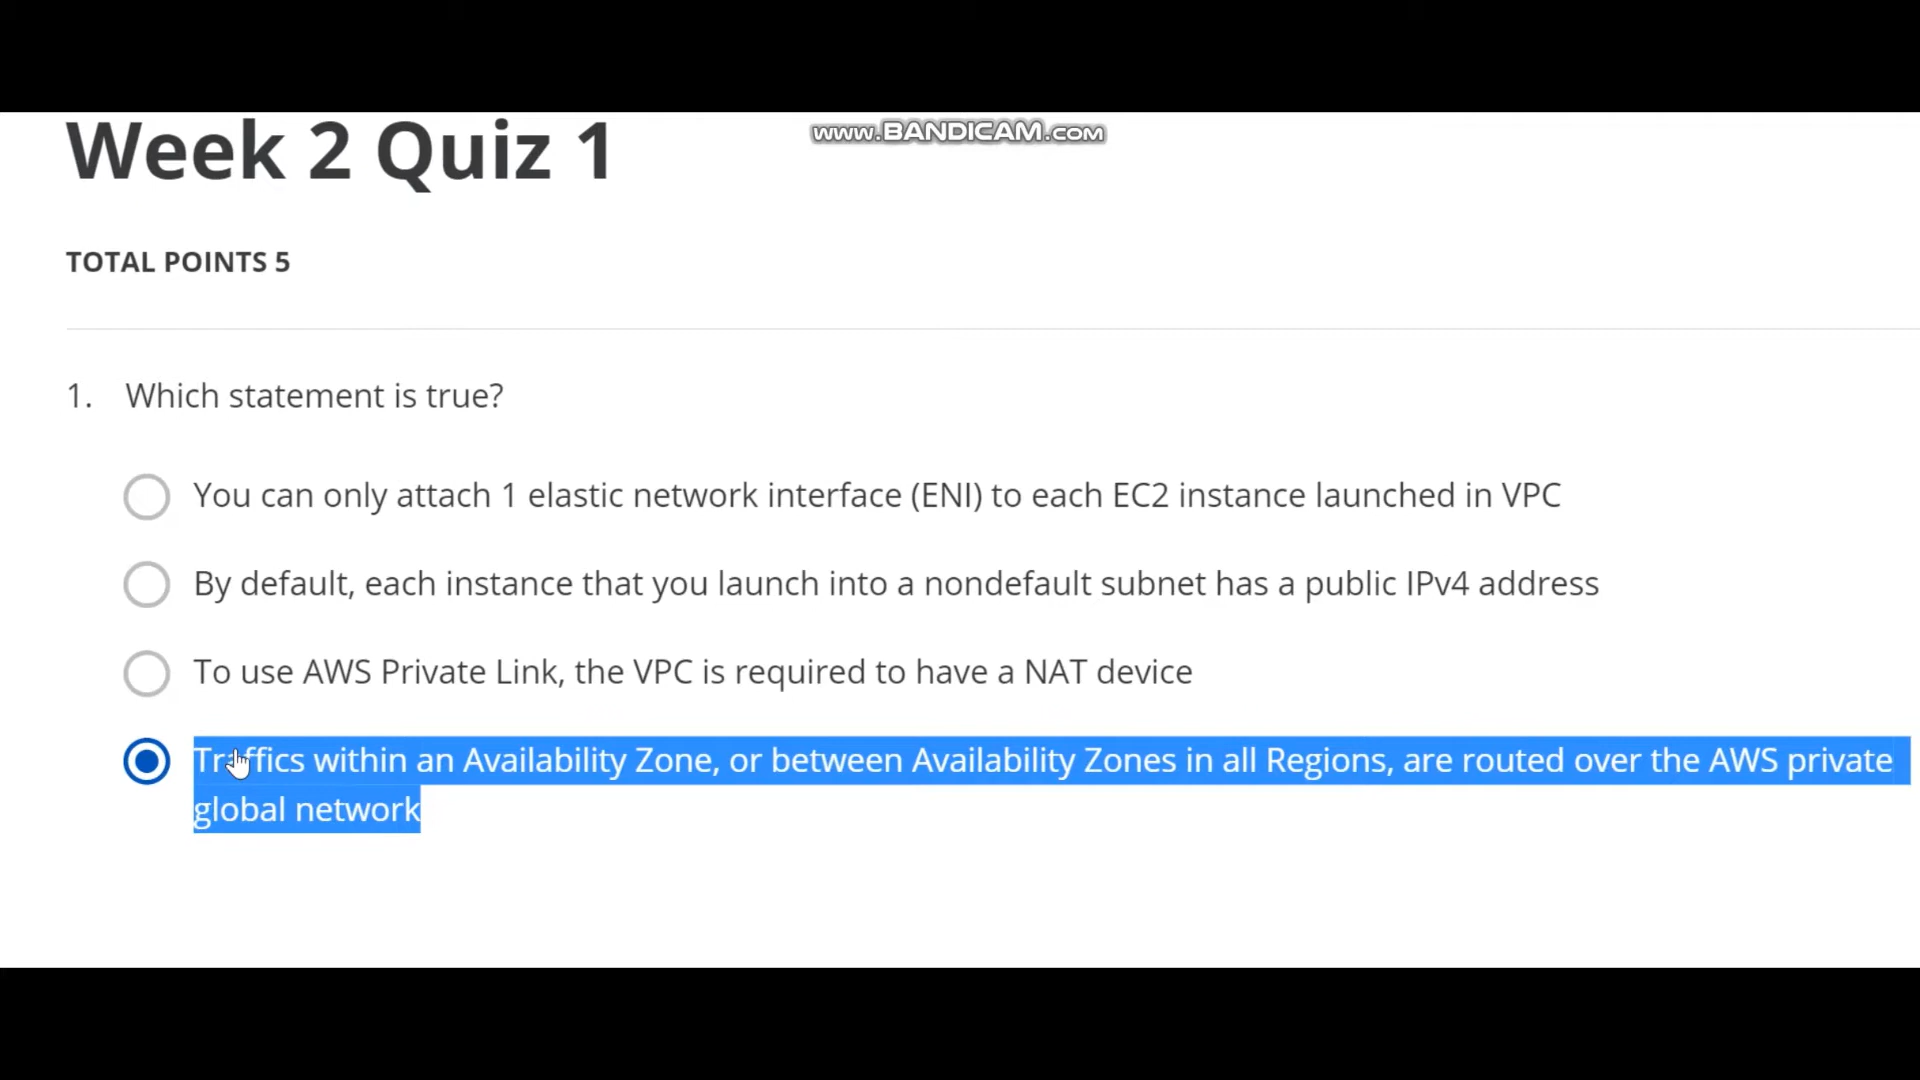 Week 2 Quiz 1
www.BANDICAM.com
TOTAL POINTS 5
1. Which statement is true?
You can only attach 1 elastic network interface (ENI) to each EC2 instance launched in VPC
By default, each instance that you launch into a nondefault subnet has a public IPv4 address
To use AWS Private Link, the VPC is required to have a NAT device
Traffics within an Availability Zone, or between Availability Zones in all Regions, are routed over the AWS private
global network